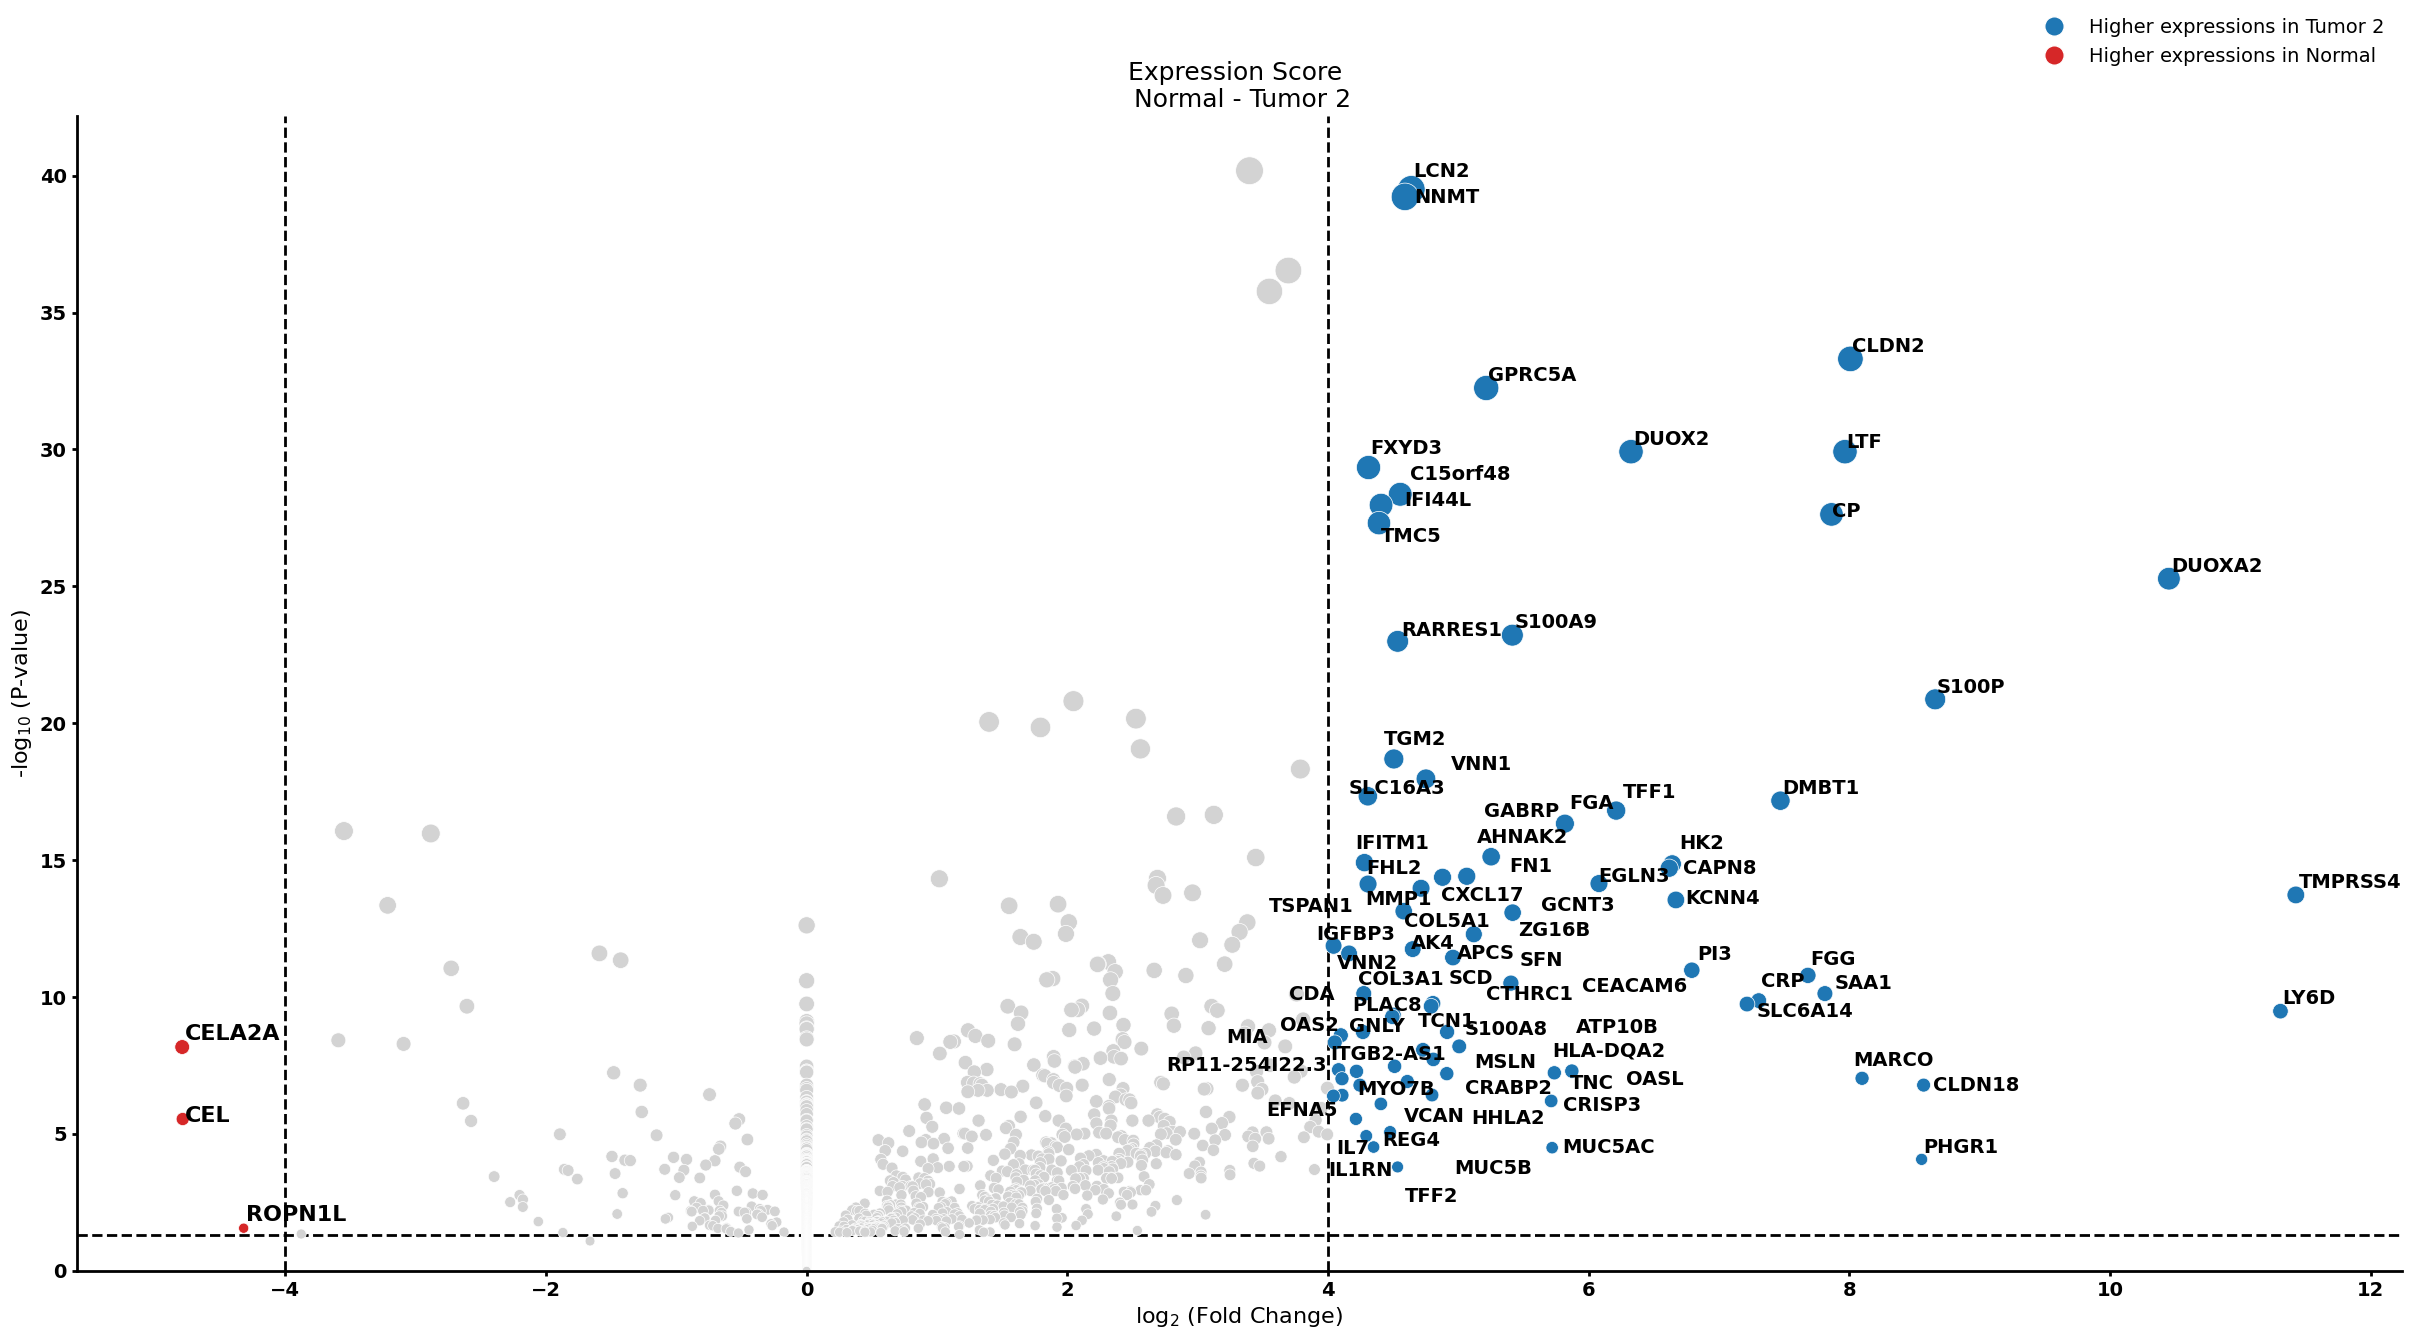 Higher expressions in Tumor 2
Higher expressions in Normal
Expression Score
Normal - Tumor 2
-log10 (P-value)
40
35
30
25
20
15
10
5
0
LCN2
NNMT
CLDN2
GPRC5A
DUOX2
LTF
FXYD3
C15orf48
IFI44L
CP
TMC5
DUOXA2
S100A9
RARRES1
S100P
TGM2
VNN1
SLC16A3
DMBT1
TFF1
FGA
GABRP
AHNAK2
IFITM1
HK2
FHL2
FN1
CAPN8
EGLN3
TMPRSS4
MMP1
CXCL17
KCNN4
TSPAN1
GCNT3
COL5A1
ZG16B
IGFBP3
AK4
APCS
SFN
PI3
FGG
VNN2
COL3A1
SCD
CEACAM6
CRP
SAA1
CDA
CTHRC1
LY6D
PLAC8
SLC6A14
OAS2
GNLY
TCN1
S100A8
ATP10B
MIA
ITGB2-AS1
HLA-DQA2
RP11-254I22.3
MSLN
MARCO
MYO7B
CRABP2
TNC
OASL
CLDN18
EFNA5
VCAN
HHLA2
CRISP3
IL7
REG4
MUC5AC
PHGR1
IL1RN
MUC5B
TFF2
CELA2A
CEL
ROPN1L
−4
−2
0
2
4
6
8
10
12
log2 (Fold Change)